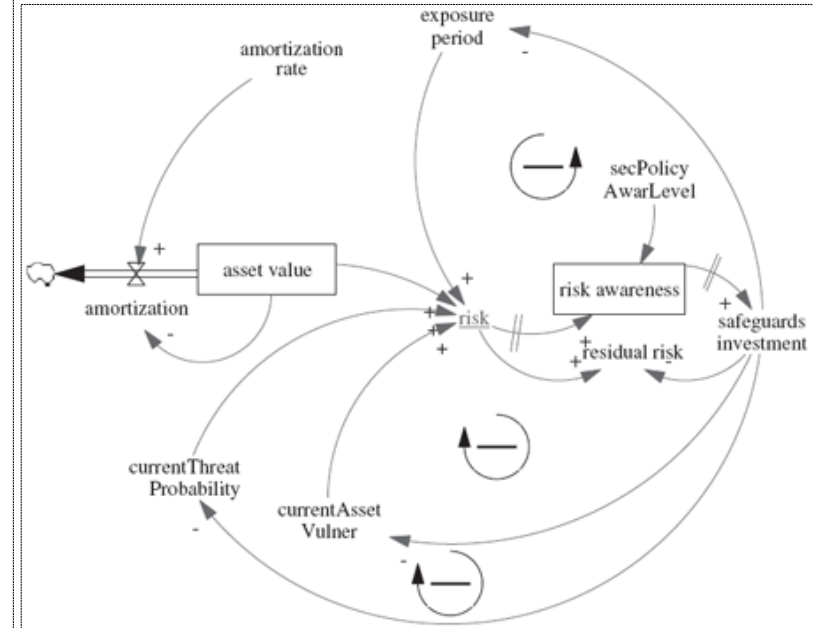 exposure
period
-
amortization
rate
secPolicy
AwarLevel
+
asset value
+
risk awareness
amortization
-
+
risk
+
+
+
safeguards
investment
+
residual risk
+
-
currentThreat
Probability
-
currentAsset
Vulner
-